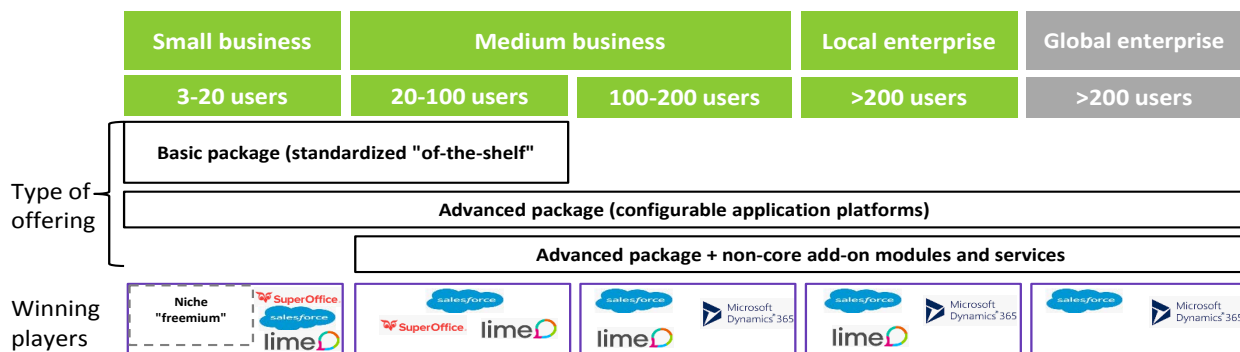 Small business
Medium business
Local enterprise
Global enterprise
3-20 users
20-100 users
100-200 users
>200 users
>200 users
Type of
offering
Basic package (standardized "of-the-shelf"
Advanced package (configurable application platforms)
Advanced package + non-core add-on modules and services
Winning
players
Niche
"freemium"
SuperOffice
salesforce
lime
salesforce
SuperOffice
lime
salesforce
lime
Microsoft
Dynamics 365
salesforce
lime
Microsoft
Dynamics 365
salesforce
Microsoft
Dynamics 365